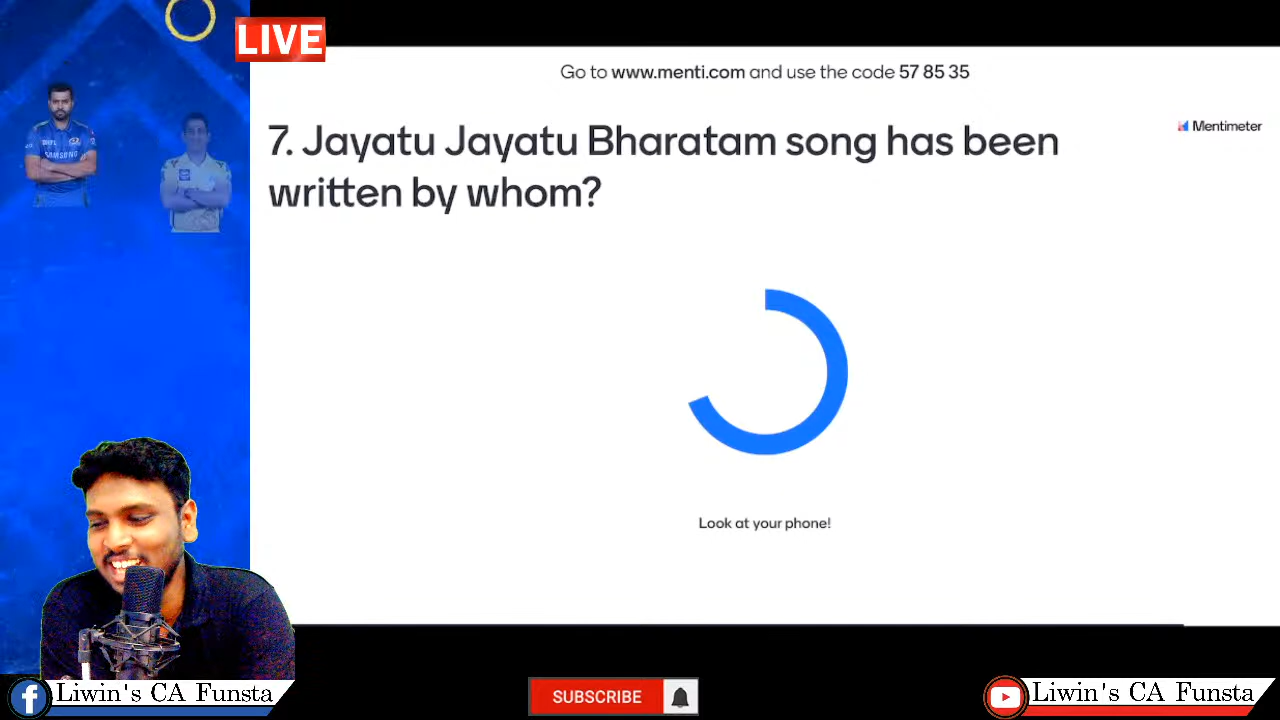 LIVE
Go to www.menti.com and use the code 57 85 35
Mentimeter
7. Jayatu Jayatu Bharatam song has been
written by whom?
SAMSUNG
Look at your phone!
Liwin's CA Funsta
SUBSCRIBE
Liwin's CA Funsta